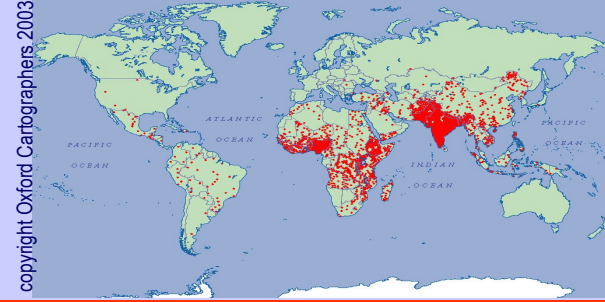 copyright Oxford Cartographers 2003
ATLANTIC
OCEAN
PACIFIC
OCEAN
INDIAN
OCEAN
PACIFIC
OCEAN